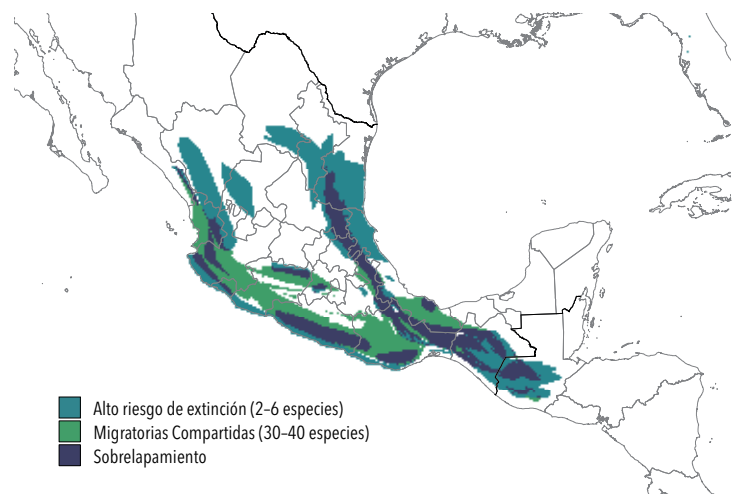 Alto riesgo de extinción (2–6 especies)
Migratorias Compartidas (30–40 especies)
Sobrelapamiento